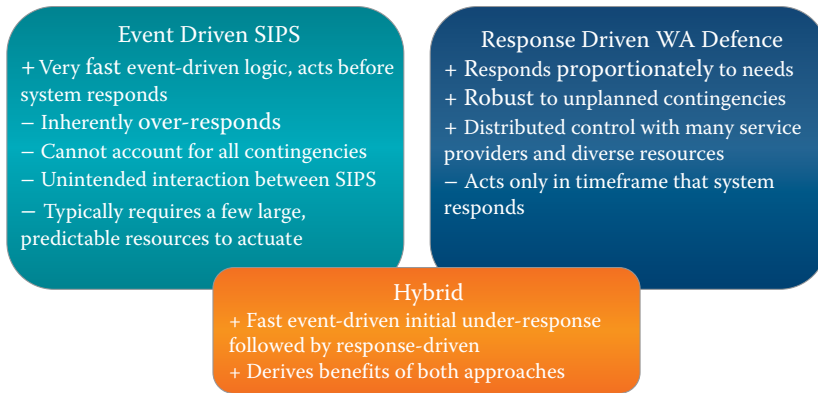 Event Driven SIPS
+ Very fast event-driven logic, acts before
system responds
– Inherently over-responds
– Cannot account for all contingencies
– Unintended interaction between SIPS
– Typically requires a few large,
predictable resources to actuate
Response Driven WA Defence
+ Responds proportionately to needs
+ Robust to unplanned contingencies
+ Distributed control with many service
providers and diverse resources
– Acts only in timeframe that system
responds
Hybrid
+ Fast event-driven initial under-response
followed by response-driven
+ Derives benefits of both approaches